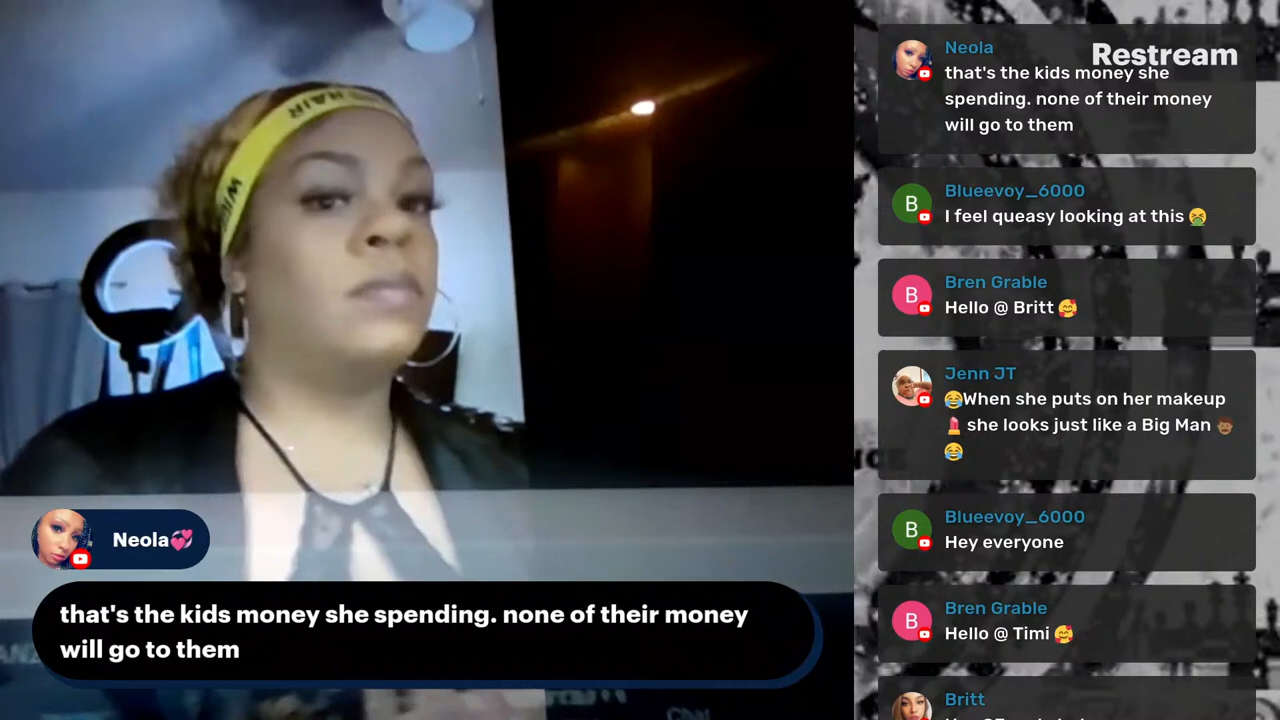 HAIR
Neola💞
that's the kids money she spending. none of their money
will go to them
Restream
Neola
that's the kids money she
spending. none of their money
will go to them
Blueevoy_6000
I feel queasy looking at this 🤮
Bren Grable
Hello @ Britt 🥰
Jenn JT
😂When she puts on her makeup
💄 she looks just like a Big Man 👨🏽
😂
Blueevoy_6000
Hey everyone
Bren Grable
Hello @ Timi 🥰
Britt